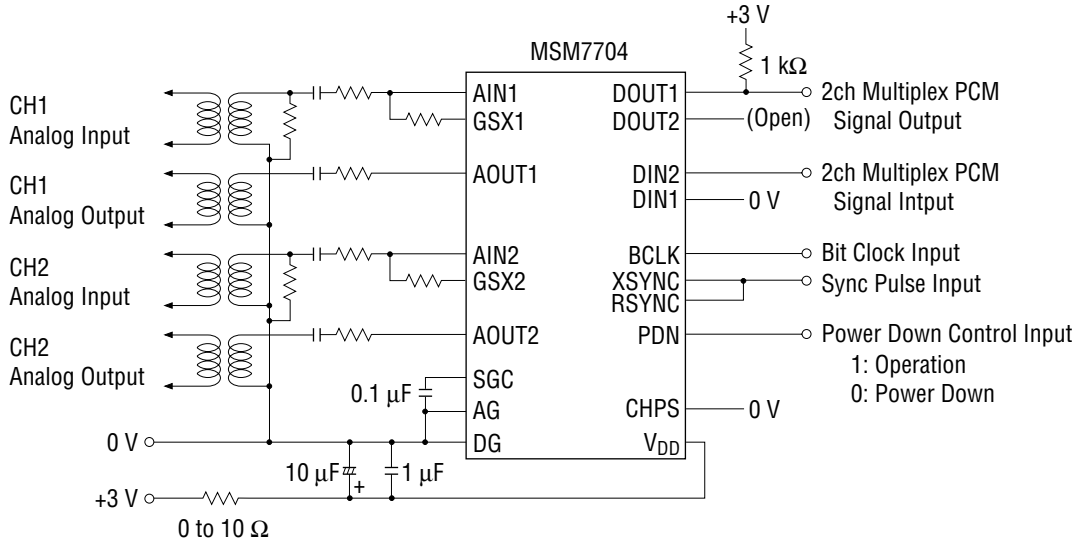 +3 V
MSM7704
1 kΩ
CH1
Analog Input
AIN1
GSX1
DOUT1
2ch Multiplex PCM
Signal Output
DOUT2
(Open)
CH1
Analog Output
AOUT1
DIN2
2ch Multiplex PCM
Signal Intput
DIN1
0 V
CH2
Analog Input
AIN2
GSX2
BCLK
Bit Clock Input
XSYNC
Sync Pulse Input
RSYNC
CH2
Analog Output
AOUT2
PDN
Power Down Control Input
1: Operation
0: Power Down
SGC
0.1 μF
AG
CHPS
0 V
0 V
DG
VDD
10 μF
+
1 μF
+3 V
0 to 10 Ω